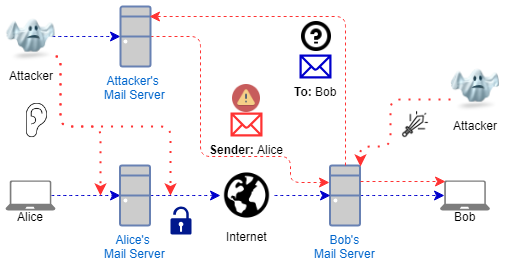 Attacker
Attacker's
Mail Server
To: Bob
Sender: Alice
Attacker
Alice
Alice's
Mail Server
Internet
Bob's
Mail Server
Bob